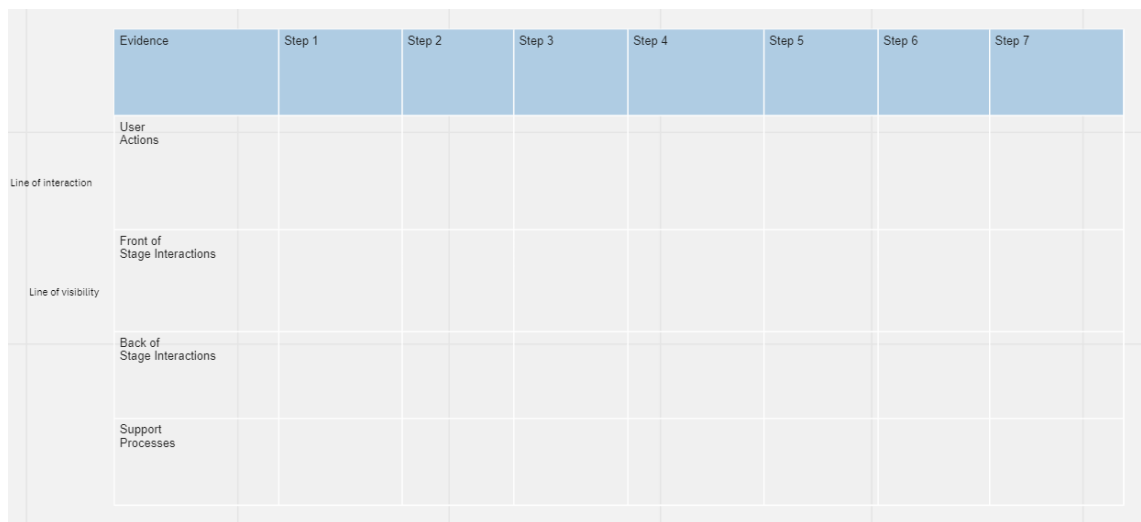 Evidence Step 1 Step 2 Step 3 Step 4 Step 5 Step 6 Step 7
User
Actions
Line of interaction
Front of
Stage Interactions
Line of visibility
Back of
Stage Interactions
Support
Processes